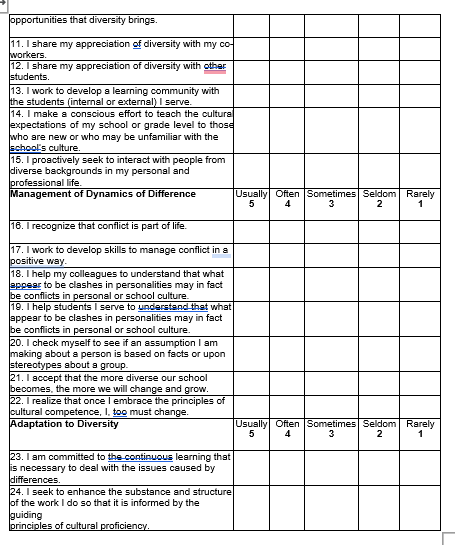 opportunities that diversity brings.
11. I share my appreciation of diversity with my co-
workers.
12. I share my appreciation of diversity with other
students.
13. I work to develop a learning community with
the students (internal or external) I serve.
14. I make a conscious effort to teach the cultural
expectations of my school or grade level to those
who are new or who may be unfamiliar with the
school's culture.
15. I proactively seek to interact with people from
diverse backgrounds in my personal and
professional life.
Management of Dynamics of Difference Usually Often Sometimes Seldom Rarely
5 4 3 2 1
16. I recognize that conflict is part of life.
17. I work to develop skills to manage conflict in a
positive way.
18. I help my colleagues to understand that what
appear to be clashes in personalities may in fact
be conflicts in personal or school culture.
19. I help students I serve to understand that what
appear to be clashes in personalities may in fact
be conflicts in personal or school culture.
20. I check myself to see if an assumption I am
making about a person is based on facts or upon
stereotypes about a group.
21. I accept that the more diverse our school
becomes, the more we will change and grow.
22. I realize that once I embrace the principles of
cultural competence, I, too must change.
Adaptation to Diversity Usually Often Sometimes Seldom Rarely
5 4 3 2 1
23. I am committed to the continuous learning that
is necessary to deal with the issues caused by
differences.
24. I seek to enhance the substance and structure
of the work I do so that it is informed by the
guiding
principles of cultural proficiency.